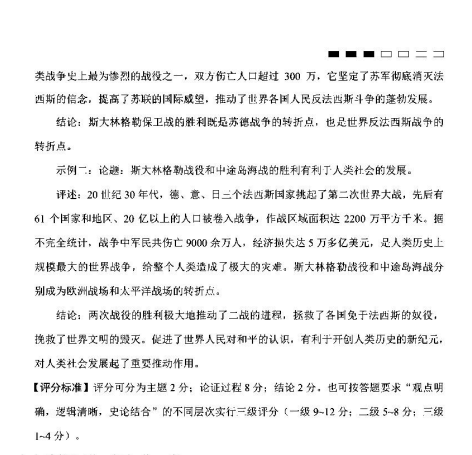 类战争史上最为惨烈的战役之一，双方伤亡人口超过 300 万，它坚定了苏军彻底消灭法
西斯的信念，提高了苏联的国际威望，推动了世界各国人民反法西斯斗争的蓬勃发展。
结论：斯大林格勒保卫战的胜利既是苏德战争的转折点，也是世界反法西斯战争的
转折点。
示例二：论题：斯大林格勒战役和中途岛海战的胜利有利于人类社会的发展。
评述：20 世纪 30 年代，德、意、日三个法西斯国家挑起了第二次世界大战，先后有
61 个国家和地区、20 亿以上的人口被卷入战争，作战区域面积达 2200 万平方千米。据
不完全统计，战争中军民共伤亡 9000 余万人，经济损失达 5 万多亿美元，是人类历史上
规模最大的世界战争，给整个人类造成了极大的灾难。斯大林格勒战役和中途岛海战分
别成为欧洲战场和太平洋战场的转折点。
结论：两次战役的胜利极大地推动了二战的进程，拯救了各国免于法西斯的奴役，
挽救了世界文明的毁灭。促进了世界人民对和平的认识，有利于开创人类历史的新纪元，
对人类社会发展起了重要推动作用。
【评分标准】评分可分为主题 2 分；论证过程 8 分；结论 2 分。也可按答题要求“观点明
确，逻辑清晰，史论结合”的不同层次实行三级评分（一级 9~12 分；二级 5~8 分；三级
1~4 分）。